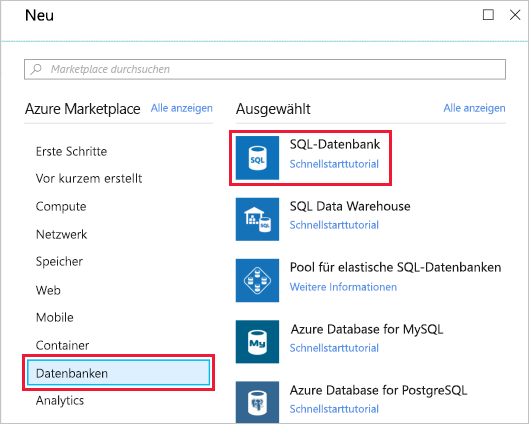 Neu
Marketplace durchsuchen
Azure Marketplace
Alle anzeigen
Erste Schritte
Vor kurzem erstellt
Compute
Netzwerk
Speicher
Web
Mobile
Container
Datenbanken
Analytics
Ausgewählt
Alle anzeigen
SQL
SQL-Datenbank
Schnellstarttutorial
SQL
SQL Data Warehouse
Schnellstarttutorial
Pool für elastische SQL-Datenbanken
Weitere Informationen
My
Azure Database for MySQL
Schnellstarttutorial
Azure Database for PostgreSQL
Schnellstarttutorial